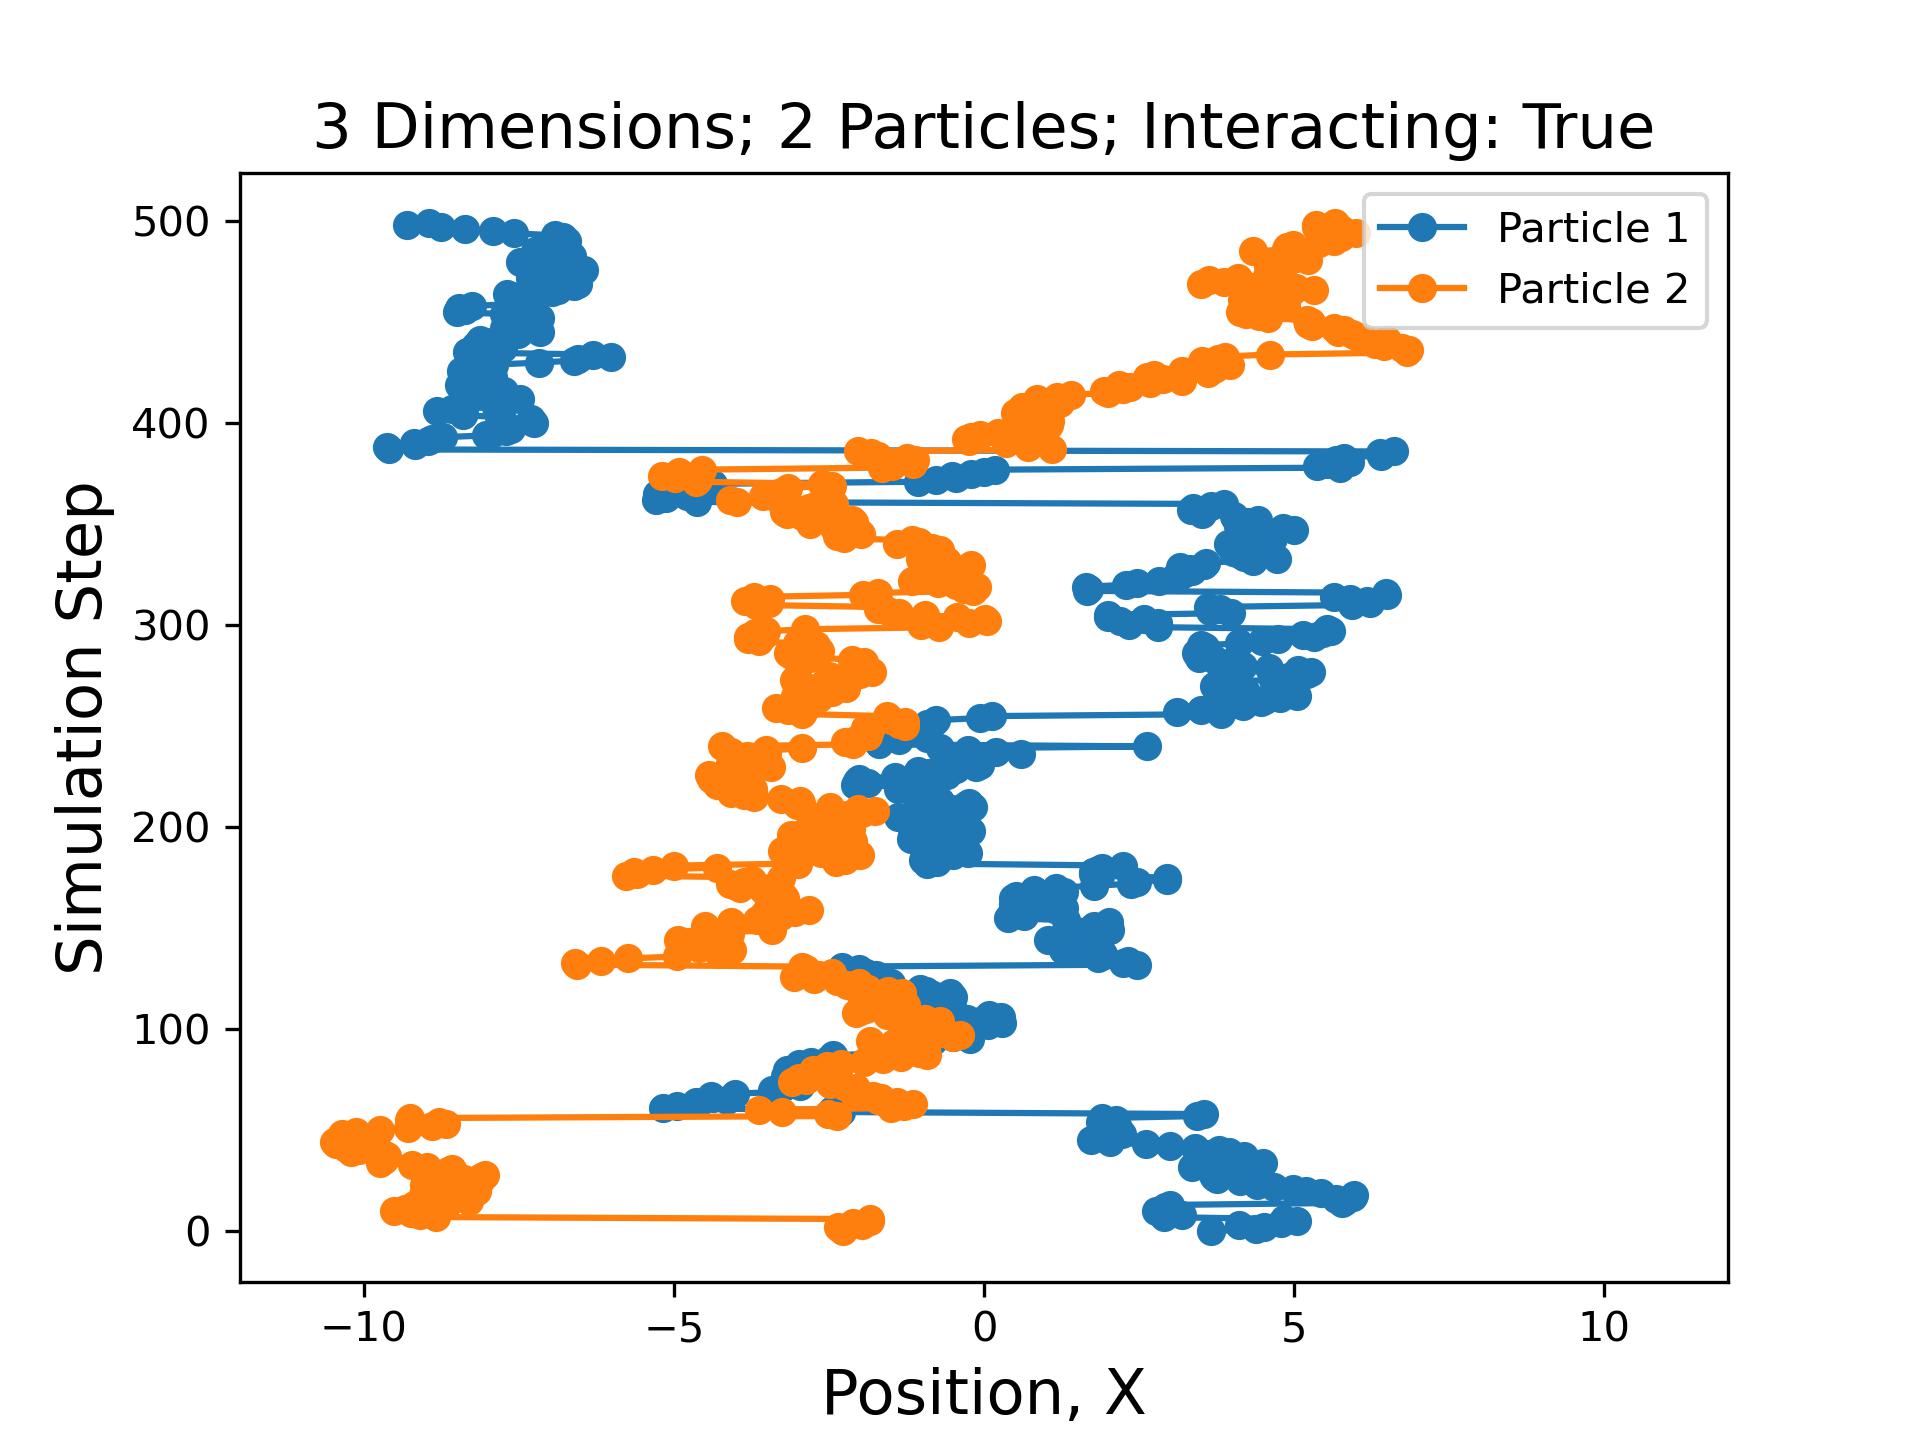 3 Dimensions; 2 Particles; Interacting: True
Particle 1
Particle 2
Simulation Step
500
400
300
200
100
0
−10
−5
0
5
10
Position, X